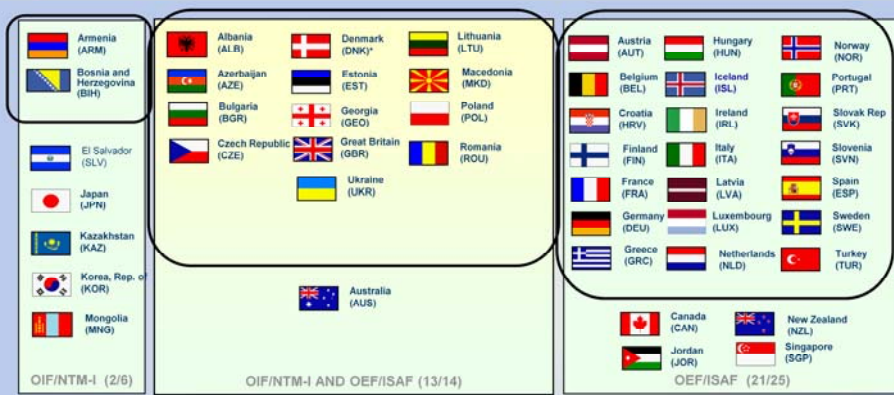 Armenia
(ARM)
Bosnia and
Herzegovina
(BIH)
El Salvador
(SLV)
Japan
(JPN)
Kazakhstan
(KAZ)
Korea, Rep. of
(KOR)
Mongolia
(MNG)
OIF/NTM-I (2/6)
Albania
(ALB)
Azerbaijan
(AZE)
Bulgaria
(BGR)
Czech Republic
(CZE)
Denmark
(DNK)*
Estonia
(EST)
Georgia
(GEO)
Great Britain
(GBR)
Ukraine
(UKR)
Lithuania
(LTU)
Macedonia
(MKD)
Poland
(POL)
Romania
(ROU)
Australia
(AUS)
OIF/NTM-I AND OEF/ISAF (13/14)
Austria
(AUT)
Belgium
(BEL)
Croatia
(HRV)
Finland
(FIN)
France
(FRA)
Germany
(DEU)
Greece
(GRC)
Hungary
(HUN)
Iceland
(ISL)
Ireland
(IRL)
Italy
(ITA)
Latvia
(LVA)
Luxembourg
(LUX)
Netherlands
(NLD)
Norway
(NOR)
Portugal
(PRT)
Slovak Rep
(SVK)
Slovenia
(SVN)
Spain
(ESP)
Sweden
(SWE)
Turkey
(TUR)
Canada
(CAN)
Jordan
(JOR)
New Zealand
(NZL)
Singapore
(SGP)
OEF/ISAF (21/25)